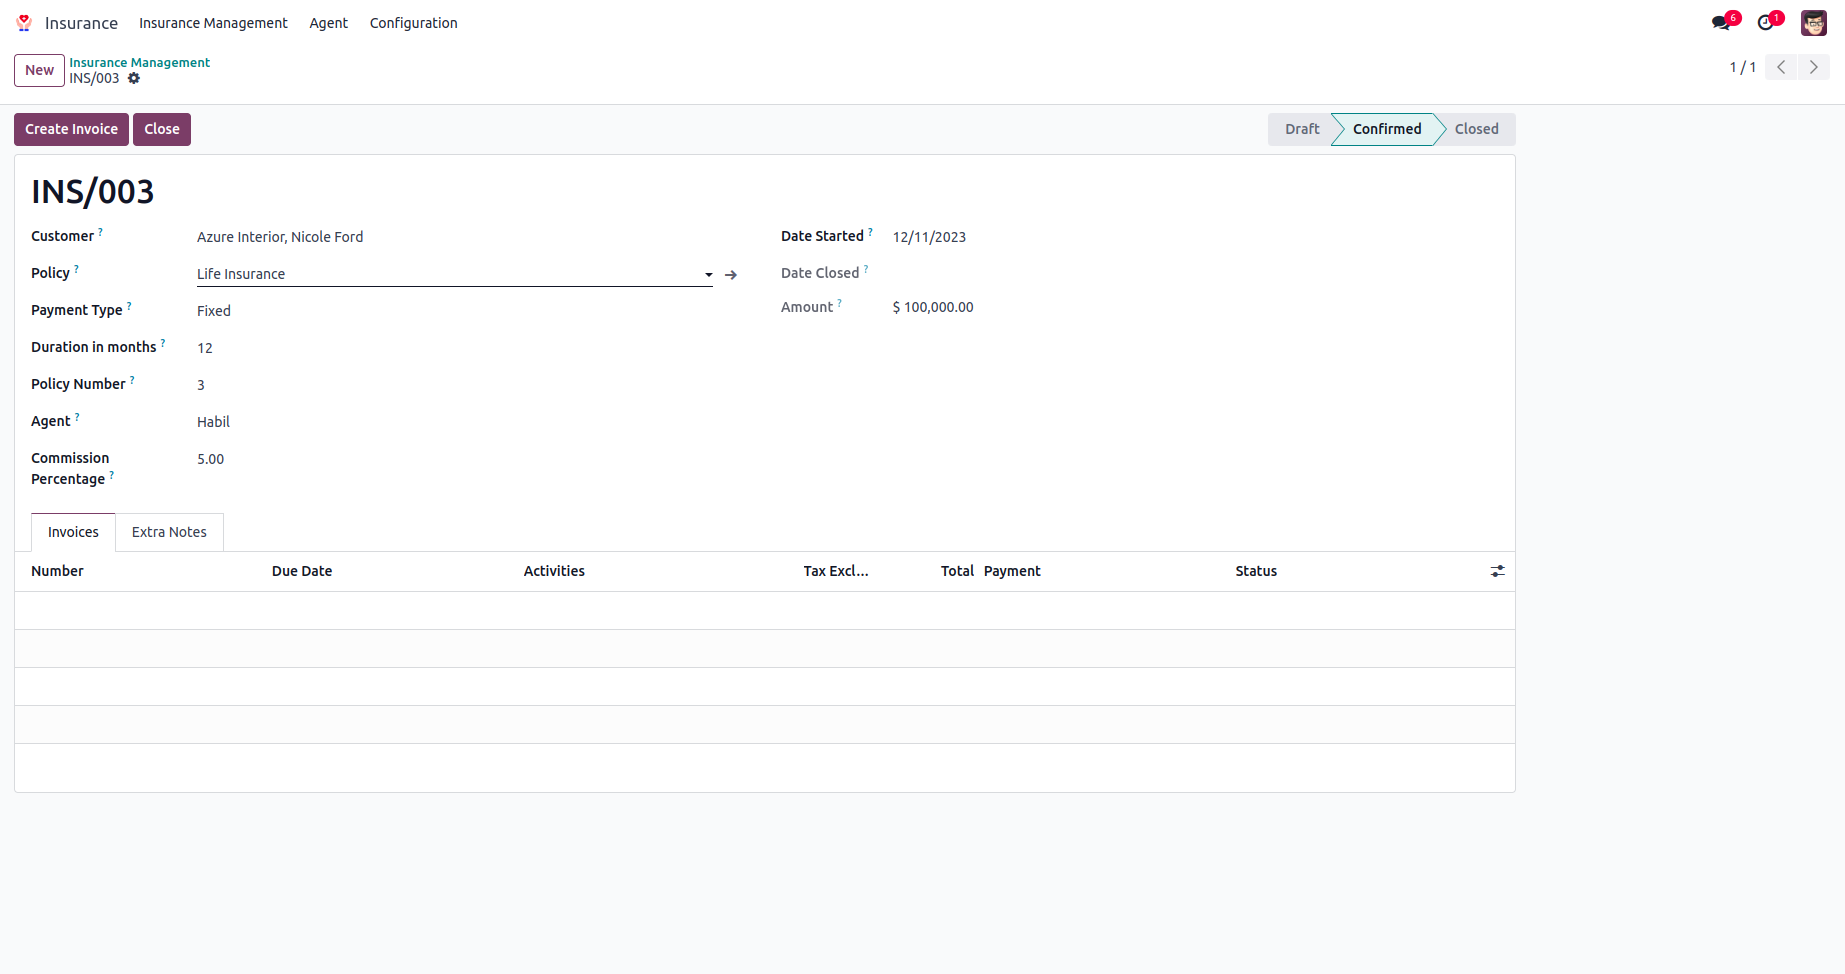 Insurance Insurance Management Agent Configuration 6 1
New Insurance Management
INS/003
1 / 1
Create Invoice Close Draft Confirmed Closed
INS/003
Customer ? Azure Interior, Nicole Ford Date Started ? 12/11/2023
Policy ? Life Insurance Date Closed ?
Payment Type ? Fixed Amount ? $ 100,000.00
Duration in months ? 12
Policy Number ? 3
Agent ? Habil
Commission 5.00
Percentage ?
Invoices Extra Notes
Number Due Date Activities Tax Excl... Total Payment Status